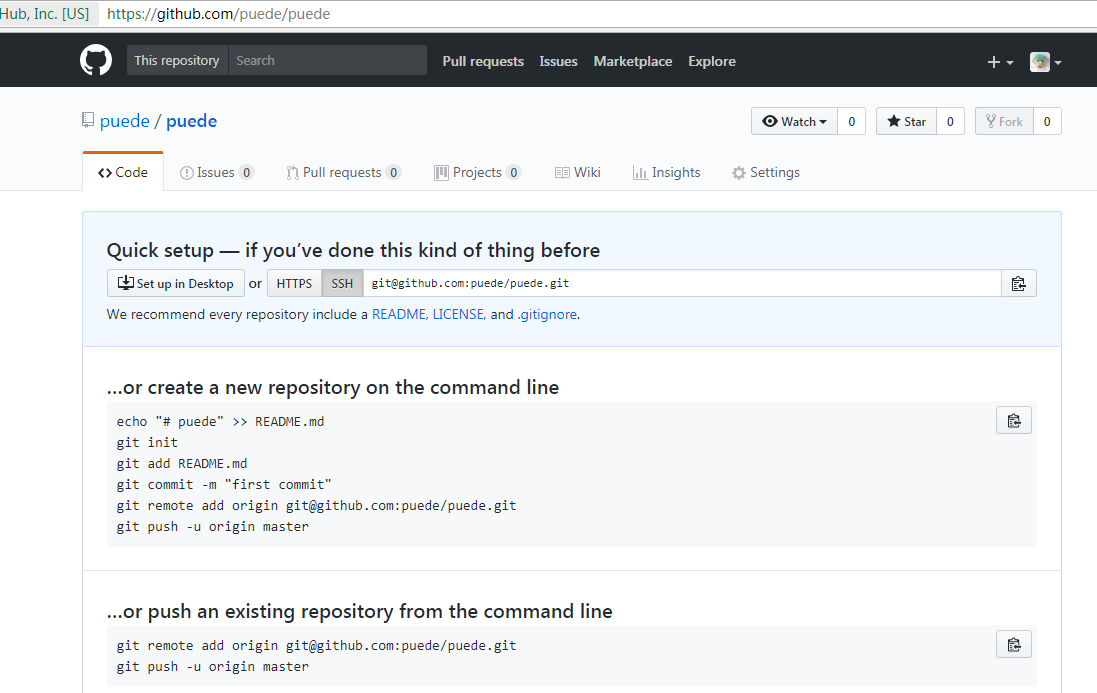 Hub, Inc. [US] https://github.com/puede/puede
This repository Search Pull requests Issues Marketplace Explore
puede / puede Watch 0 Star 0 Fork 0
Code Issues 0 Pull requests 0 Projects 0 Wiki Insights Settings
Quick setup — if you’ve done this kind of thing before
Set up in Desktop or HTTPS SSH git@github.com:puede/puede.git
We recommend every repository include a README, LICENSE, and .gitignore.
…or create a new repository on the command line
echo "# puede" >> README.md
git init
git add README.md
git commit -m "first commit"
git remote add origin git@github.com:puede/puede.git
git push -u origin master
…or push an existing repository from the command line
git remote add origin git@github.com:puede/puede.git
git push -u origin master